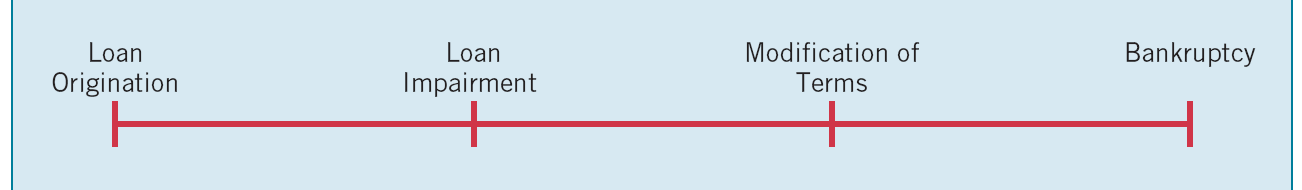 Loan
Origination
Loan
Impairment
Modification of
Terms
Bankruptcy